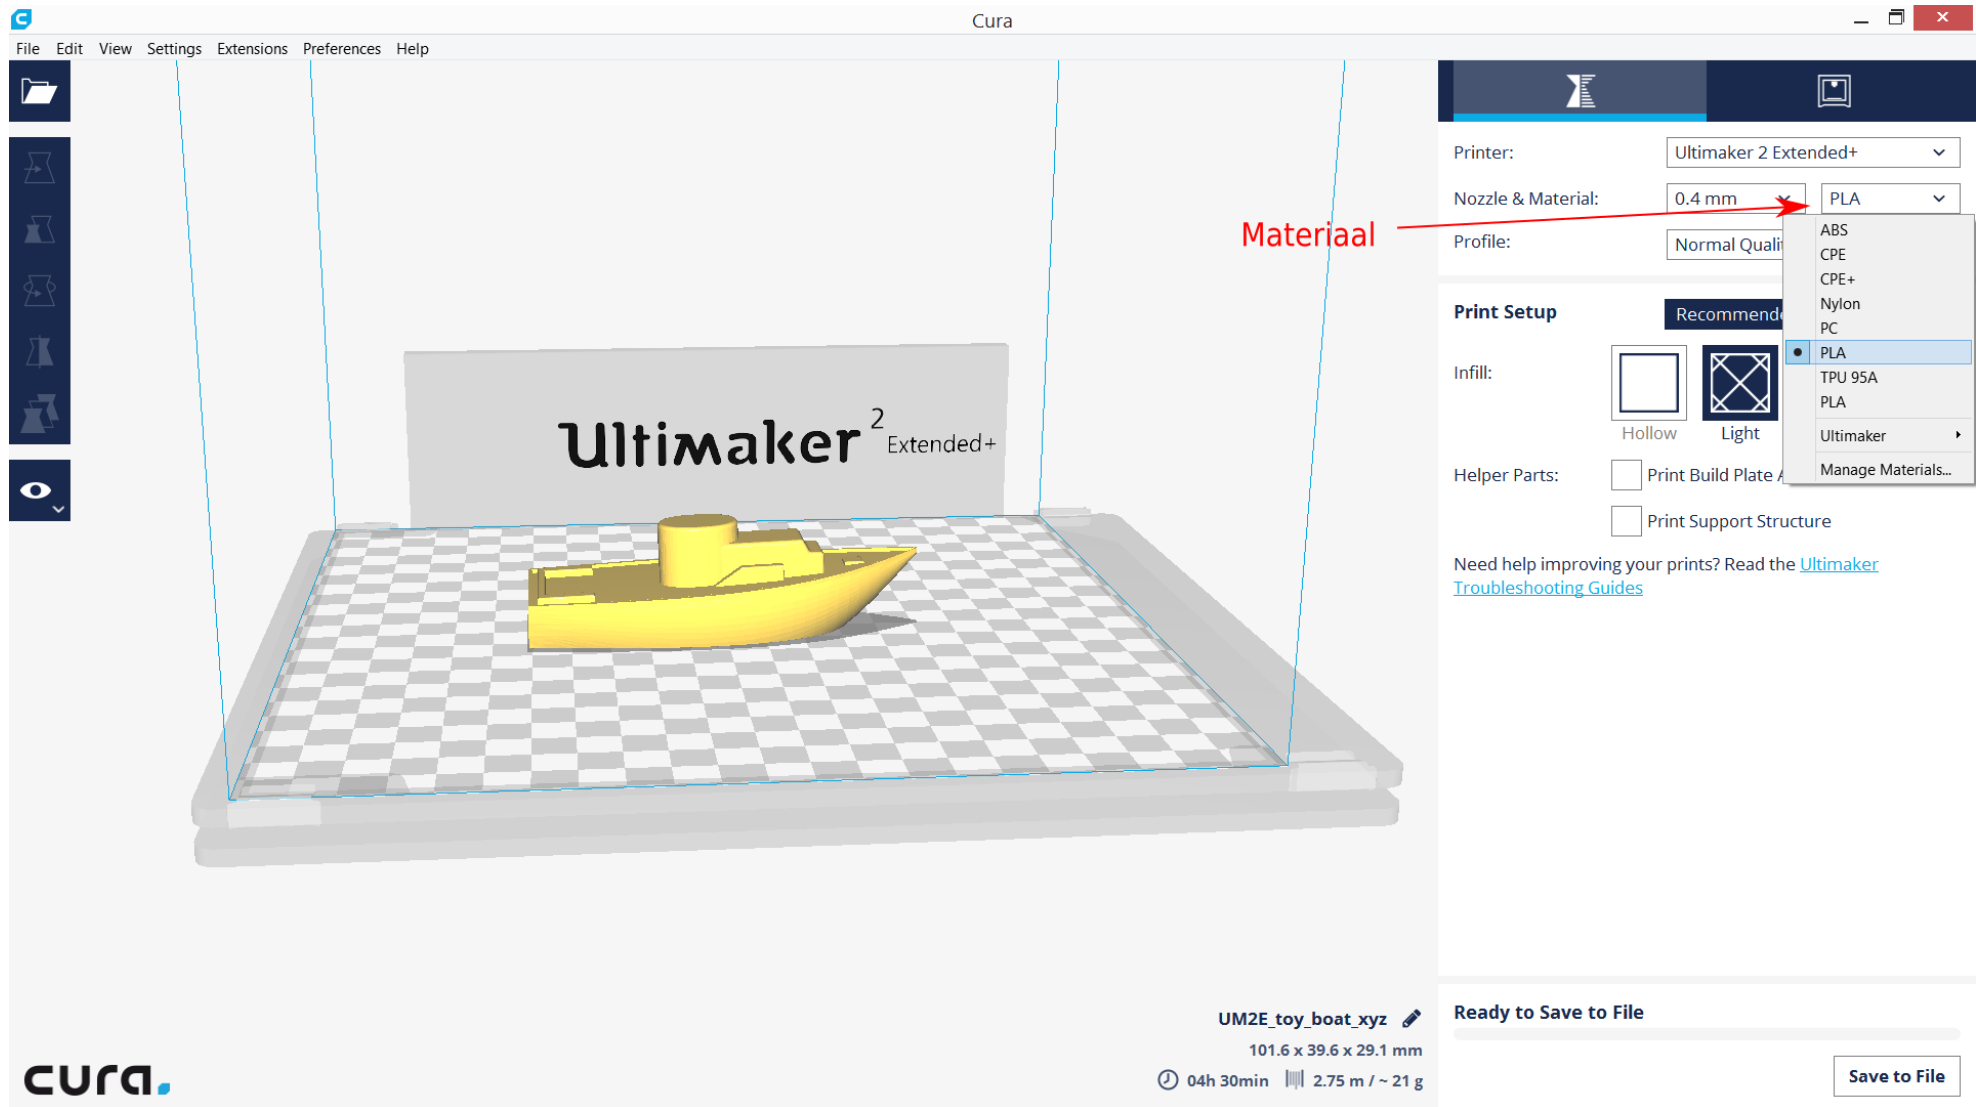 Cura
File Edit View Settings Extensions Preferences Help
Printer: Ultimaker 2 Extended+
Nozzle & Material: 0.4 mm PLA
Materiaal
Profile: Normal Quali
ABS
CPE
CPE+
Nylon
PC
PLA
TPU 95A
PLA
Ultimaker
Manage Materials...
Print Setup Recommende
Infill:
Hollow Light
Helper Parts: Print Build Plate A
Print Support Structure
Need help improving your prints? Read the Ultimaker
Troubleshooting Guides
Ultimaker 2 Extended+
UM2E_toy_boat_xyz
101.6 x 39.6 x 29.1 mm
04h 30min 2.75 m / ~ 21 g
Ready to Save to File
Save to File
cura.